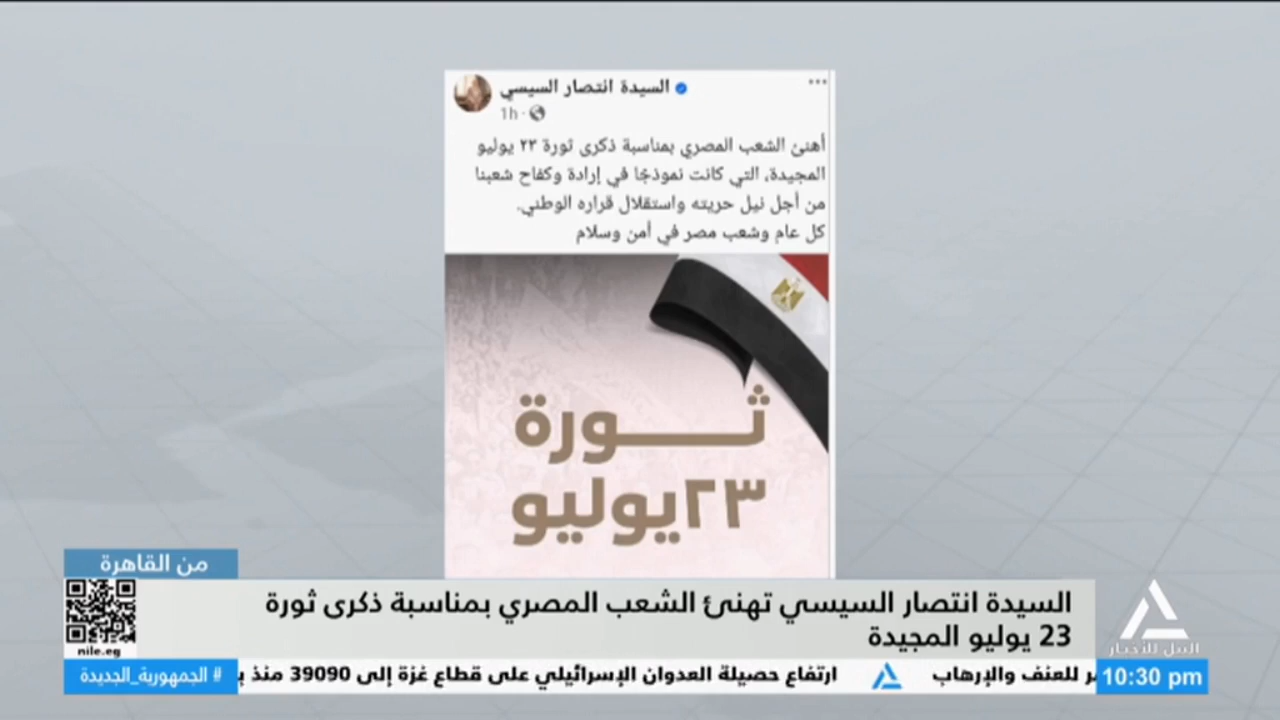 السيدة انتصار السيسي
1h
أهنئ الشعب المصري بمناسبة ذكرى ثورة ٢٣ يوليو
المجيدة، التي كانت نموذجًا في إرادة وكفاح شعبنا
من أجل نيل حريته واستقلال قراره الوطني.
كل عام وشعب مصر في أمن وسلام
ثـــورة
٢٣يوليو
من القاهرة
السيدة انتصار السيسي تهنئ الشعب المصري بمناسبة ذكرى ثورة
23 يوليو المجيدة
nile.eg
النيل للأخبار
للعنف والإرهاب
ارتفاع حصيلة العدوان الإسرائيلي على قطاع غزة إلى 39090 منذ
# الجمهورية_الجديدة
10:30 pm